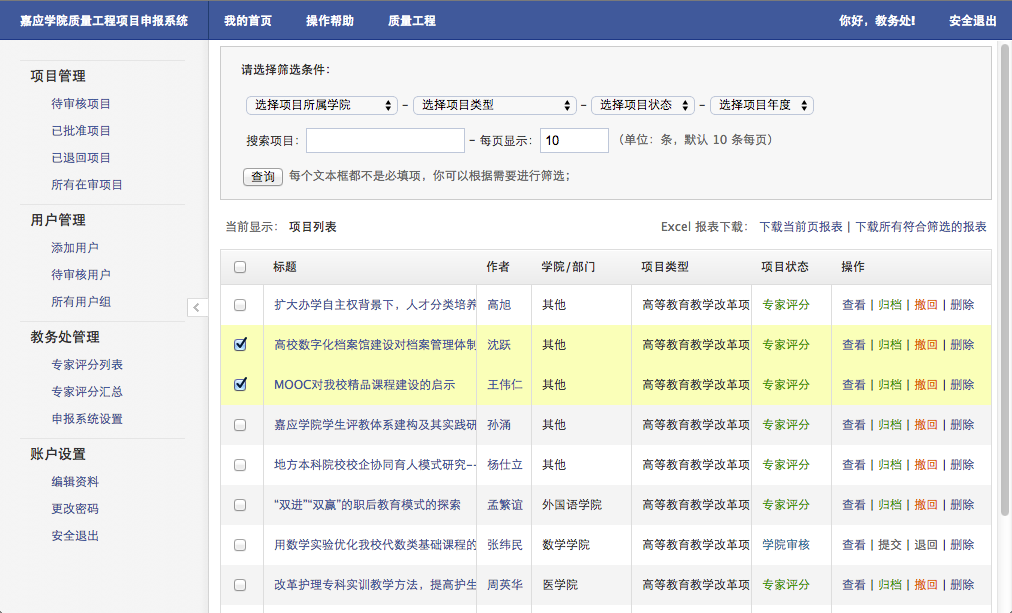 嘉应学院质量工程项目申报系统 我的首页 操作帮助 质量工程 你好，教务处! 安全退出
项目管理
待审核项目
已批准项目
已退回项目
所有在审项目
用户管理
添加用户
待审核用户
所有用户组
教务处管理
专家评分列表
专家评分汇总
申报系统设置
账户设置
编辑资料
更改密码
安全退出
请选择筛选条件：
选择项目所属学院 – 选择项目类型 – 选择项目状态 – 选择项目年度
搜索项目： – 每页显示： 10 （单位：条，默认 10 条每页）
查询 每个文本框都不是必填项，你可以根据需要进行筛选；
当前显示： 项目列表 Excel 报表下载： 下载当前页报表 | 下载所有符合筛选的报表
标题 作者 学院/部门 项目类型 项目状态 操作
扩大办学自主权背景下，人才分类培养 高旭 其他 高等教育教学改革项 专家评分 查看 | 归档 | 撤回 | 删除
高校数字化档案馆建设对档案管理体制 沈跃 其他 高等教育教学改革项 专家评分 查看 | 归档 | 撤回 | 删除
MOOC对我校精品课程建设的启示 王伟仁 其他 高等教育教学改革项 专家评分 查看 | 归档 | 撤回 | 删除
嘉应学院学生评教体系建构及其实践研 孙涌 其他 高等教育教学改革项 专家评分 查看 | 归档 | 撤回 | 删除
地方本科院校校企协同育人模式研究-- 杨仕立 其他 高等教育教学改革项 专家评分 查看 | 归档 | 撤回 | 删除
“双进”“双赢”的职后教育模式的探索 孟繁谊 外国语学院 高等教育教学改革项 专家评分 查看 | 归档 | 撤回 | 删除
用数学实验优化我校代数类基础课程的 张纬民 数学学院 高等教育教学改革项 学院审核 查看 | 提交 | 退回 | 删除
改革护理专科实训教学方法，提高护生 周英华 医学院 高等教育教学改革项 专家评分 查看 | 归档 | 撤回 | 删除